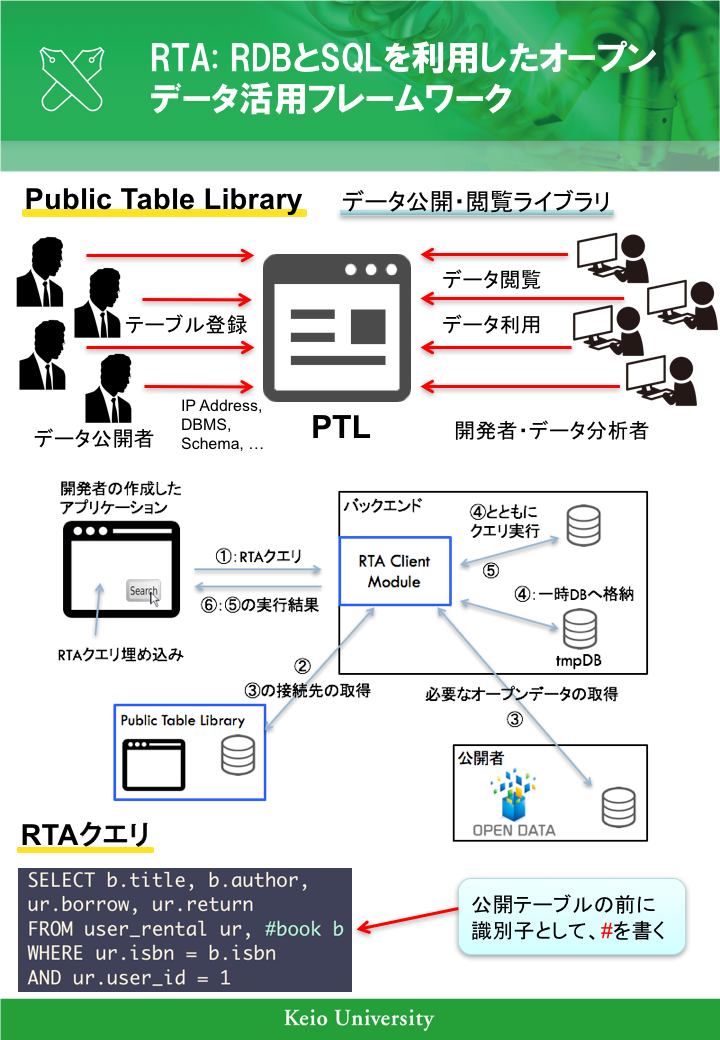 RTA: RDBとSQLを利用したオープン
データ活用フレームワーク
Public Table Library
データ公開・閲覧ライブラリ
テーブル登録
データ閲覧
データ利用
データ公開者
IP Address,
DBMS,
Schema, …
PTL
開発者・データ分析者
開発者の作成した
アプリケーション
Search
RTAクエリ埋め込み
①：RTAクエリ
⑥：⑤の実行結果
バックエンド
RTA Client
Module
④とともに
クエリ実行
⑤
④：一時DBへ格納
tmpDB
②
③の接続先の取得
必要なオープンデータの取得
③
Public Table Library
公開者
OPEN DATA
RTAクエリ
SELECT b.title, b.author,
ur.borrow, ur.return
FROM user_rental ur, #book b
WHERE ur.isbn = b.isbn
AND ur.user_id = 1
公開テーブルの前に
識別子として、#を書く
Keio University